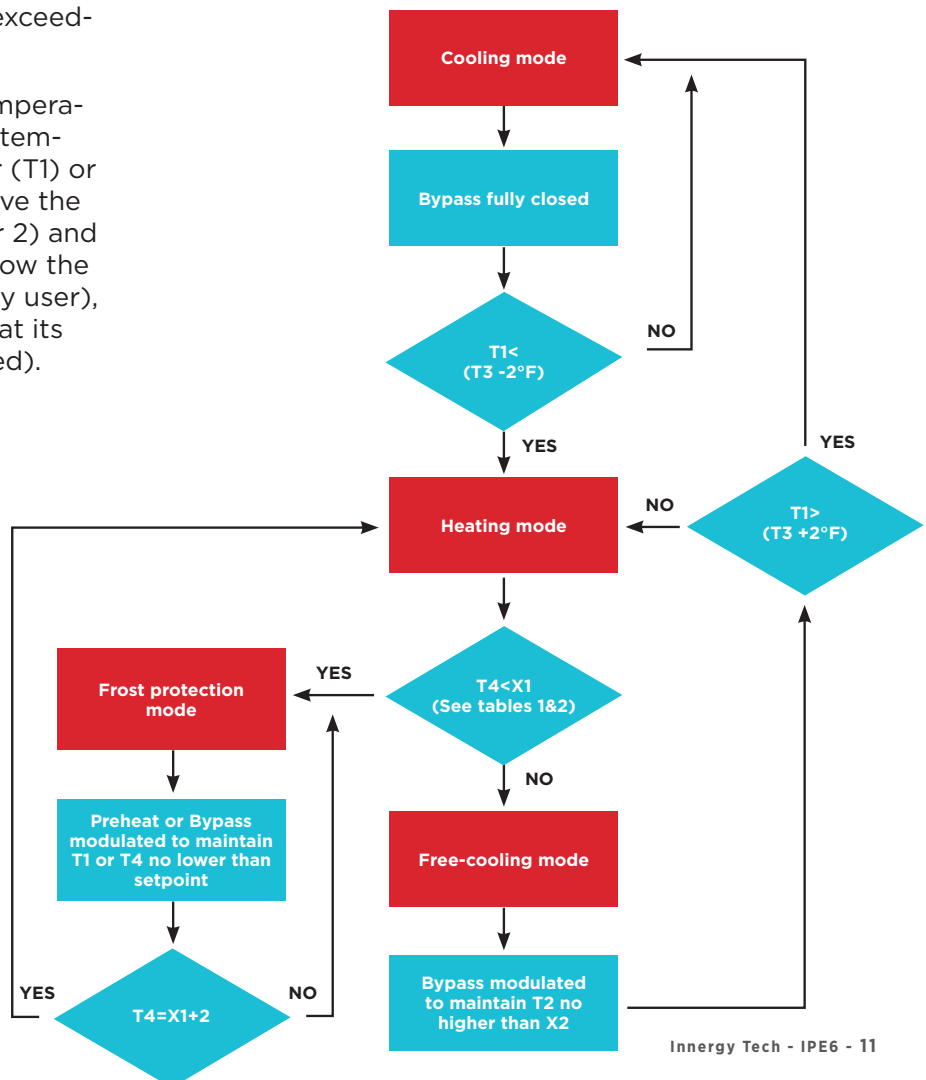 exceed-
mpera-
tem-
r (T1) or
ve the
r 2) and
ow the
y user),
at its
ed).
Cooling mode
Bypass fully closed
T1<
(T3 -2°F)
NO
YES
Heating mode
NO
T1>
(T3 +2°F)
YES
T4<X1
(See tables 1&2)
YES
NO
Frost protection
mode
Preheat or Bypass
modulated to maintain
T1 or T4 no lower than
setpoint
T4=X1+2
YES
NO
Free-cooling mode
Bypass modulated
to maintain T2 no
higher than X2
Innergy Tech - IPE6 - 11